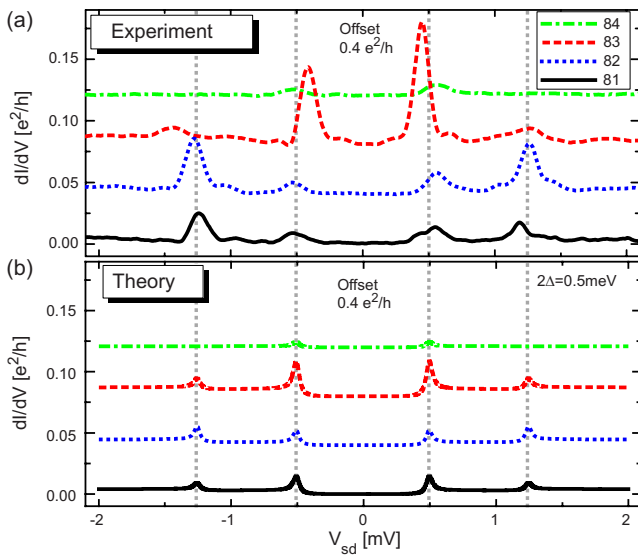 (a)
Experiment
Offset
0.4 e²/h
84
83
82
81
dI/dV [e²/h]
0.15
0.10
0.05
0.00
(b)
Theory
Offset
0.4 e²/h
2Δ=0.5meV
dI/dV [e²/h]
0.15
0.10
0.05
0.00
-2 -1 0 1 2
V_sd [mV]